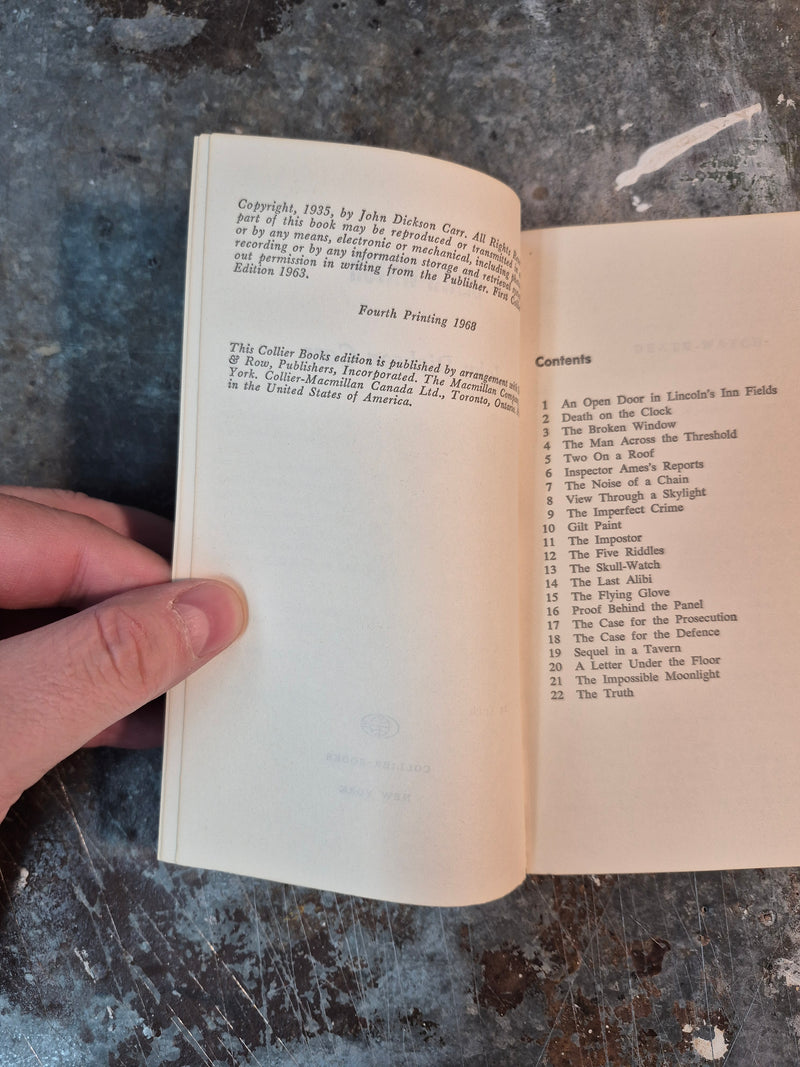 Copyright, 1935, by John Dickson Carr. All Rights
part of this book may be reproduced or transmitted in
or by any means, electronic or mechanical, including
recording or by any information storage and retrieval
out permission in writing from the Publisher. First
Edition 1963.
Fourth Printing 1968
This Collier Books edition is published by arrangement with
& Row, Publishers, Incorporated. The Macmillan
York. Collier-Macmillan Canada Ltd., Toronto, Ontario.
in the United States of America.
COLLIER BOOKS
NEW YORK
Contents
1 An Open Door in Lincoln's Inn Fields
2 Death on the Clock
3 The Broken Window
4 The Man Across the Threshold
5 Two On a Roof
6 Inspector Ames's Reports
7 The Noise of a Chain
8 View Through a Skylight
9 The Imperfect Crime
10 Gilt Paint
11 The Impostor
12 The Five Riddles
13 The Skull-Watch
14 The Last Alibi
15 The Flying Glove
16 Proof Behind the Panel
17 The Case for the Prosecution
18 The Case for the Defence
19 Sequel in a Tavern
20 A Letter Under the Floor
21 The Impossible Moonlight
22 The Truth